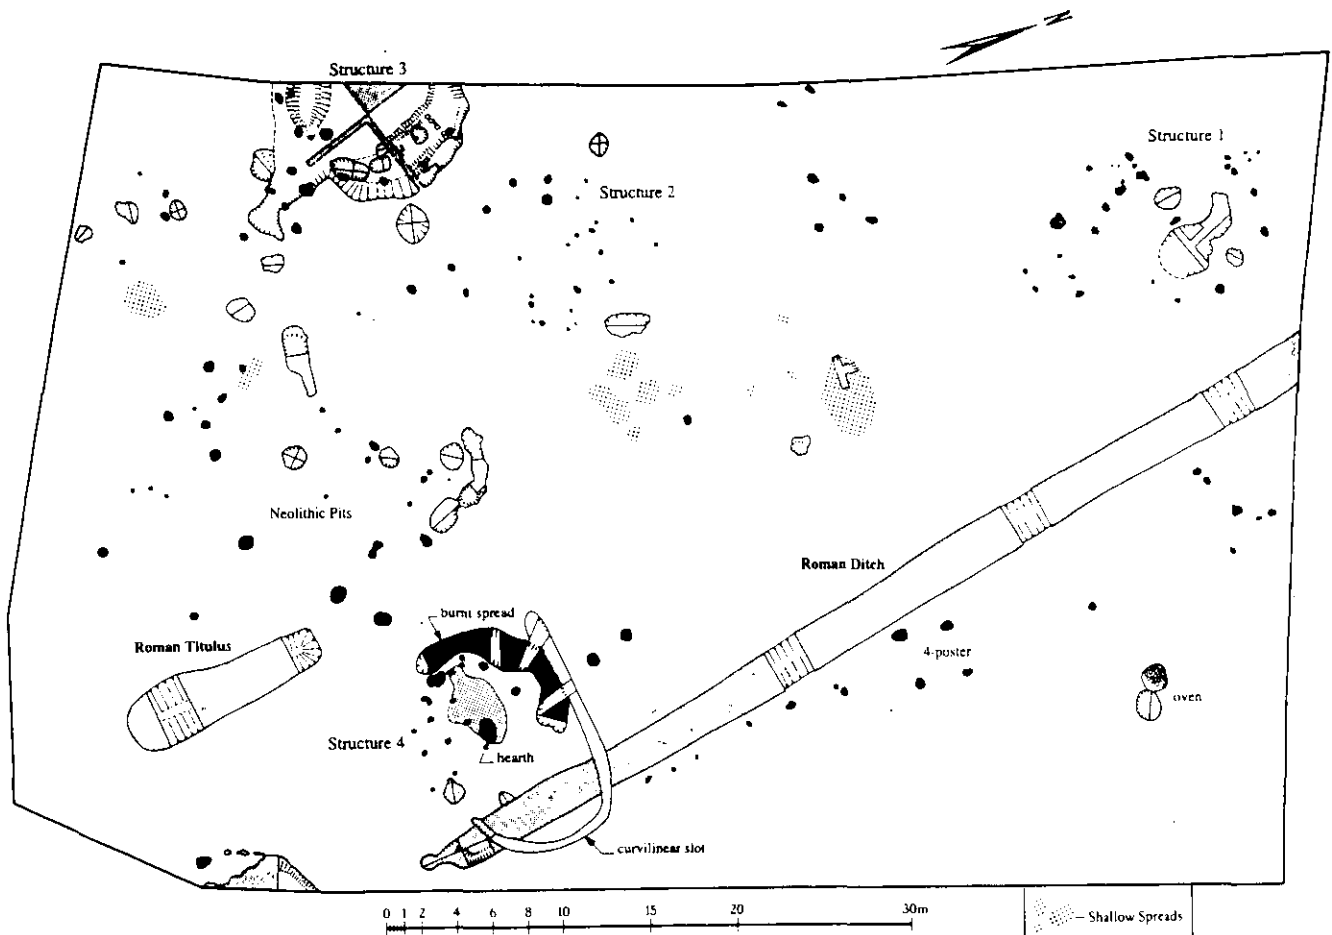 N
Structure 3
Structure 1
Structure 2
Neolithic Pits
Roman Ditch
burnt spread
Roman Titulus
4-poster
oven
Structure 4
hearth
curvilinear slot
0 1 2 4 6 8 10 15 20 30m
Shallow Spreads